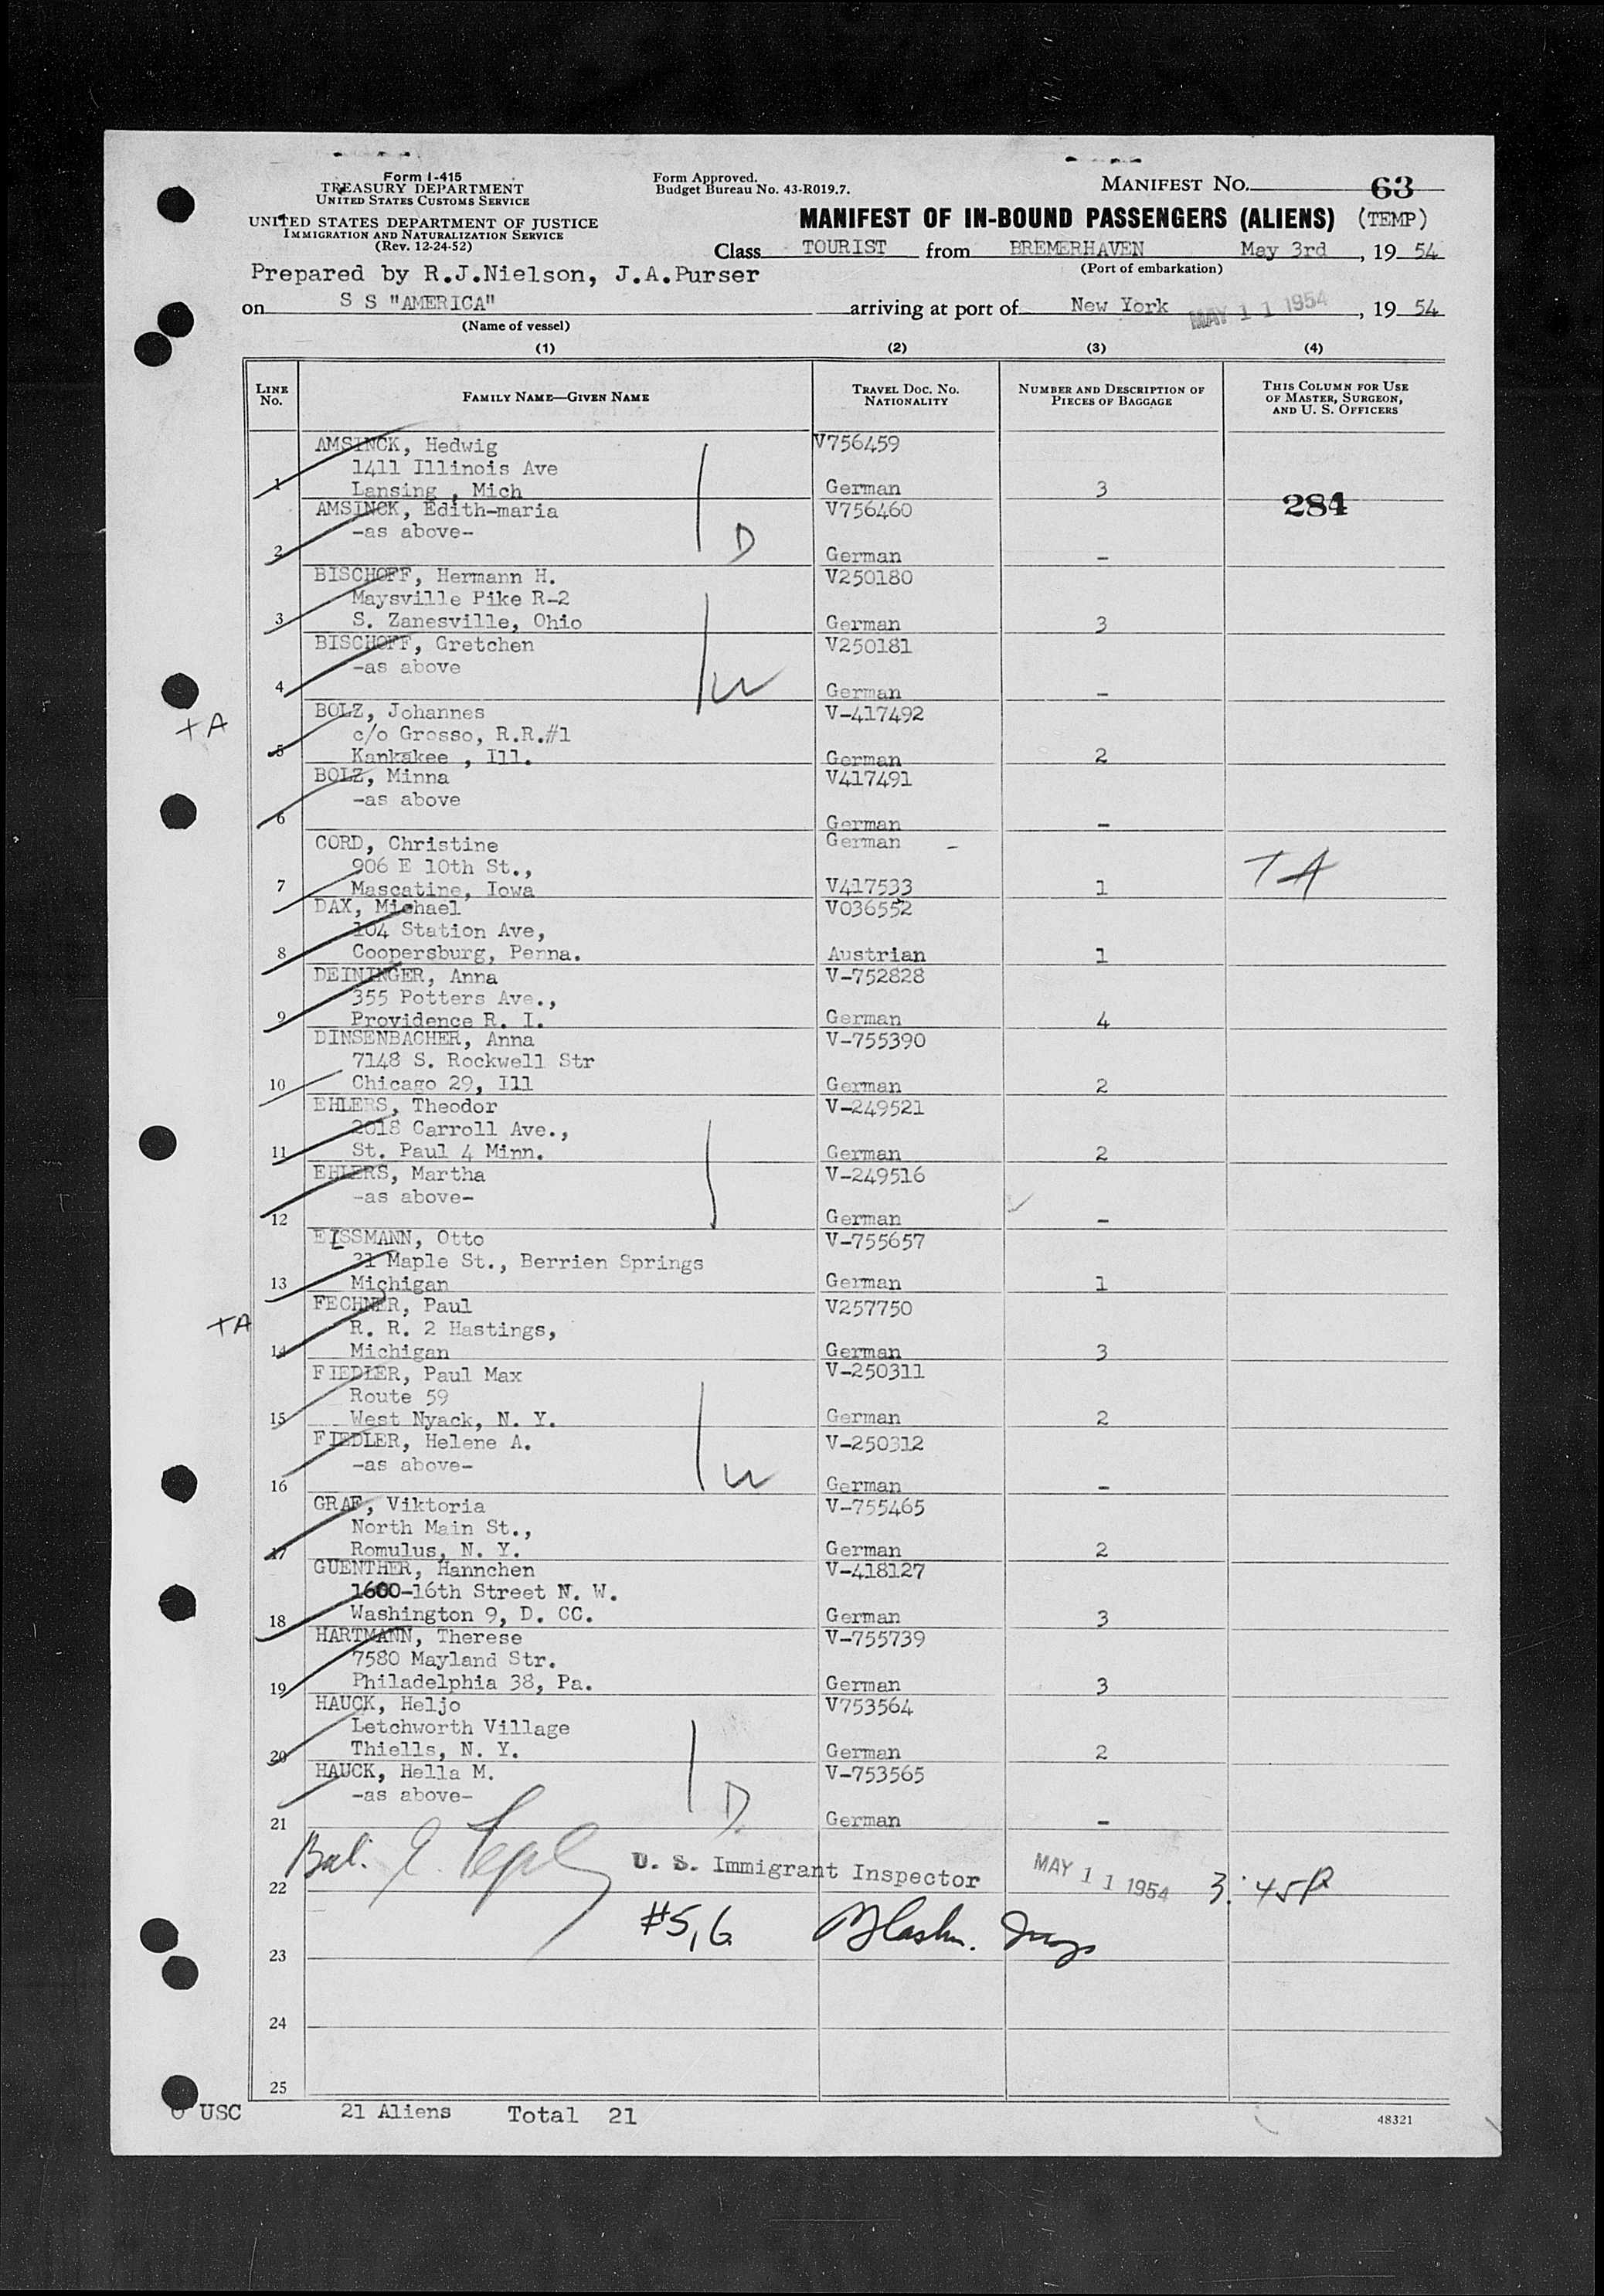 Form I-415
TREASURY DEPARTMENT
UNITED STATES CUSTOMS SERVICE
UNITED STATES DEPARTMENT OF JUSTICE
IMMIGRATION AND NATURALIZATION SERVICE
(Rev. 12-24-52)
Form Approved.
Budget Bureau No. 43-R019.7.
MANIFEST NO. 63
MANIFEST OF IN-BOUND PASSENGERS (ALIENS) (TEMP)
Class TOURIST from BREMERHAVEN May 3rd, 19 54
(Port of embarkation)
Prepared by R.J.Nielson, J.A.Purser
on S S "AMERICA" arriving at port of New York MAY 11 1954, 19 54
(Name of vessel)
(1) (2) (3) (4)
LINE NO. FAMILY NAME—GIVEN NAME TRAVEL DOC. NO. NATIONALITY NUMBER AND DESCRIPTION OF PIECES OF BAGGAGE THIS COLUMN FOR USE OF MASTER, SURGEON, AND U. S. OFFICERS
AMSINCK, Hedwig V756459
1411 Illinois Ave
1 Lansing , Mich German 3
AMSINCK, Edith-maria V756460 284
-as above-
2 D German -
BISCHOFF, Hermann H. V250180
Maysville Pike R-2
3 S. Zanesville, Ohio German 3
BISCHOFF, Gretchen V250181
-as above
4 W German -
BOLZ, Johannes V-417492
TA c/o Grosso, R.R.#1
5 Kankakee , Ill. German 2
BOLZ, Minna V417491
-as above
6 German -
CORD, Christine German -
906 E 10th St., TA
7 Mascatine, Iowa V417533 1
DAX, Michael V036552
104 Station Ave,
8 Coopersburg, Penna. Austrian 1
DEININGER, Anna V-752828
355 Potters Ave.,
9 Providence R. I. German 4
DINSENBACHER, Anna V-755390
7148 S. Rockwell Str
10 Chicago 29, Ill German 2
EHLERS, Theodor V-249521
2018 Carroll Ave.,
11 St. Paul 4 Minn. German 2
EHLERS, Martha V-249516
-as above-
12 German -
EISSMANN, Otto V-755657
31 Maple St., Berrien Springs
13 Michigan German 1
FECHNER, Paul V257750
TA R. R. 2 Hastings,
14 Michigan German 3
FIEDLER, Paul Max V-250311
Route 59
15 West Nyack, N. Y. German 2
FIEDLER, Helene A. V-250312
-as above-
16 W German -
GRAF, Viktoria V-755465
North Main St.,
17 Romulus, N. Y. German 2
GUENTHER, Hannchen V-418127
1600-16th Street N. W.
18 Washington 9, D. CC. German 3
HARTMANN, Therese V-755739
7580 Mayland Str.
19 Philadelphia 38, Pa. German 3
HAUCK, Heljo V753564
Letchworth Village
20 Thiells, N. Y. German 2
HAUCK, Hella M. V-753565
-as above-
21 D. German -
Bal. U. S. Immigrant Inspector MAY 11 1954 3:45P
22
#5,6
23
24
25
0 USC 21 Aliens Total 21
48321